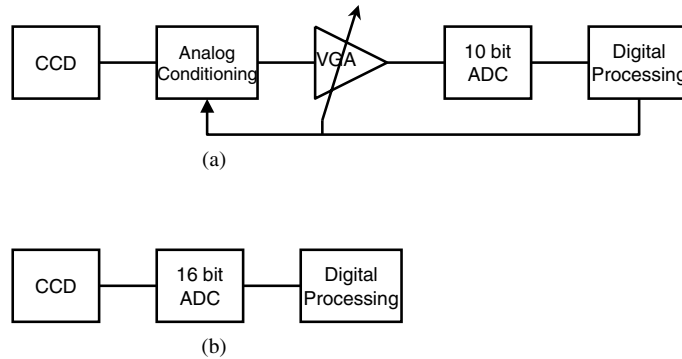 CCD
Analog
Conditioning
VGA
10 bit
ADC
Digital
Processing
(a)
CCD
16 bit
ADC
Digital
Processing
(b)